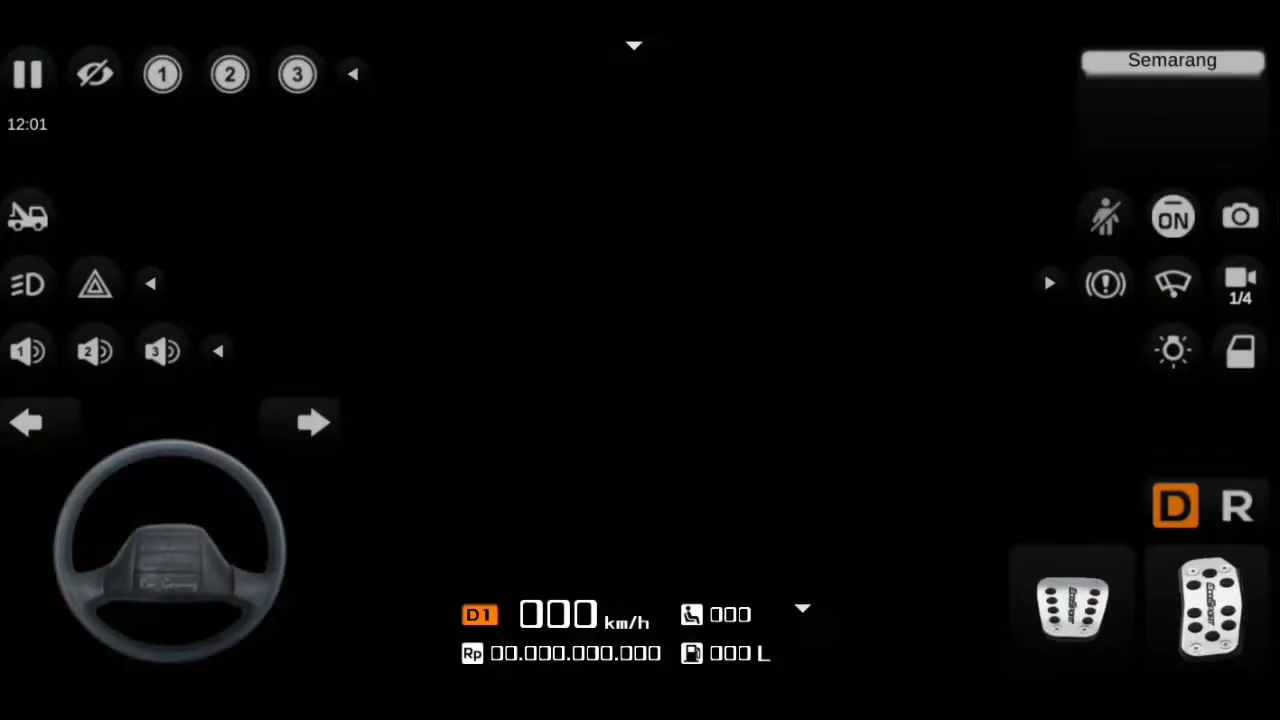 Semarang
1 2 3
12:01
ON
1/4
1 2 3
D R
D1 000 km/h 000
Rp 00.000.000.000 000 L